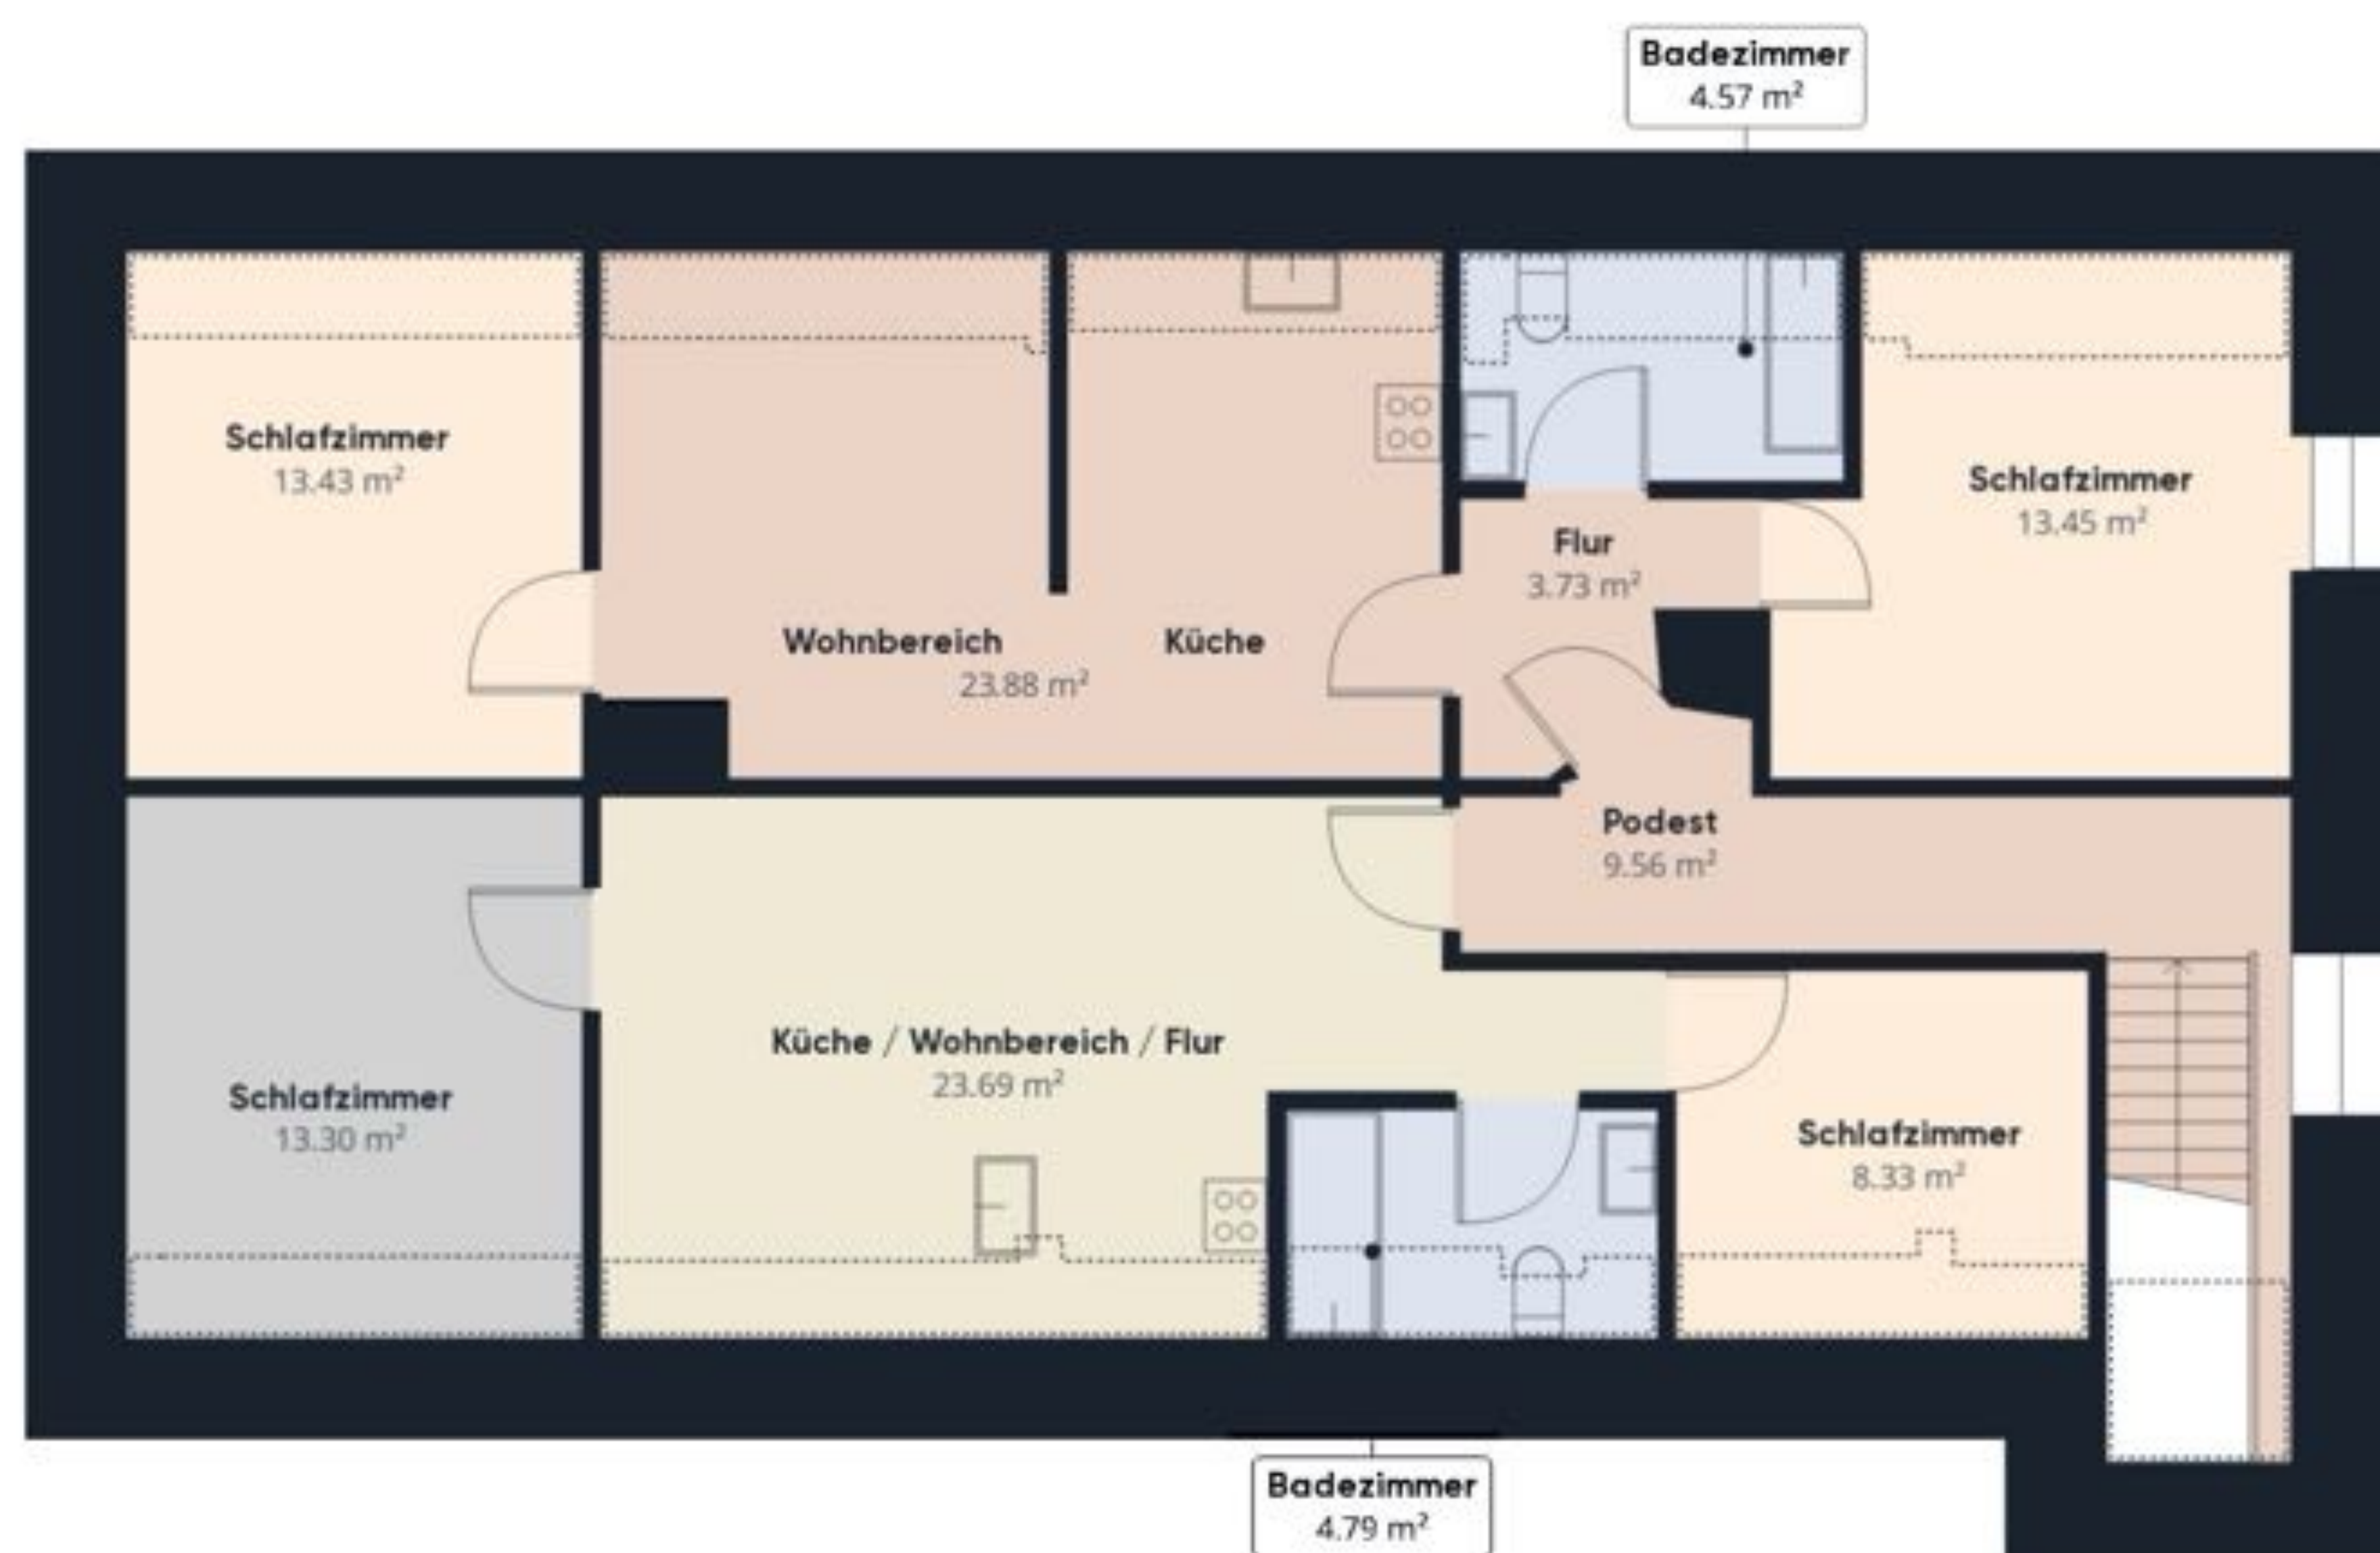 Badezimmer
4.57 m²
Schlafzimmer
13.43 m²
Schlafzimmer
13.45 m²
Flur
3.73 m²
Wohnbereich
Küche
23.88 m²
Podest
9.56 m²
Küche / Wohnbereich / Flur
23.69 m²
Schlafzimmer
13.30 m²
Schlafzimmer
8.33 m²
Badezimmer
4.79 m²